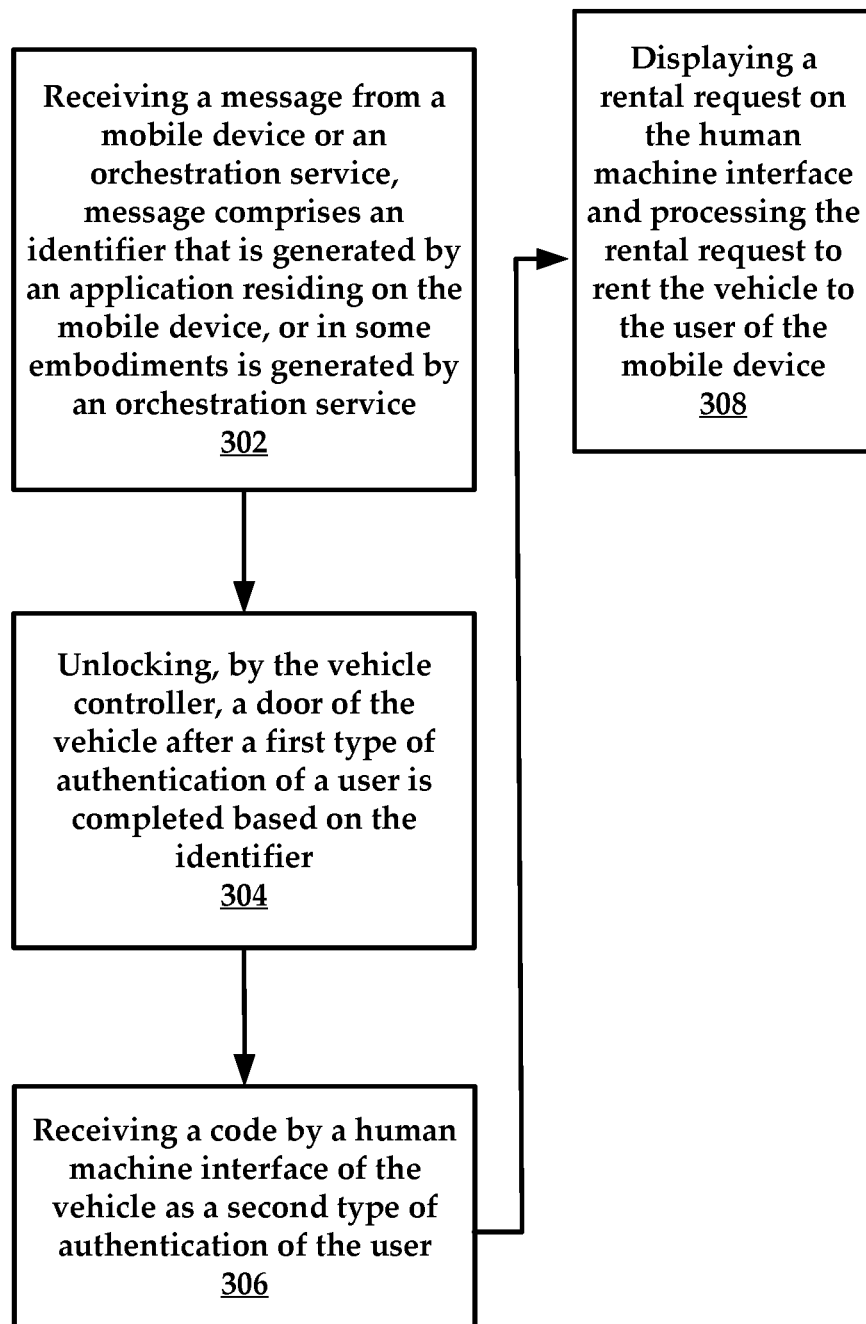 Receiving a message from a
mobile device or an
orchestration service,
message comprises an
identifier that is generated by
an application residing on the
mobile device, or in some
embodiments is generated by
an orchestration service
302
Unlocking, by the vehicle
controller, a door of the
vehicle after a first type of
authentication of a user is
completed based on the
identifier
304
Receiving a code by a human
machine interface of the
vehicle as a second type of
authentication of the user
306
Displaying a
rental request on
the human
machine interface
and processing the
rental request to
rent the vehicle to
the user of the
mobile device
308